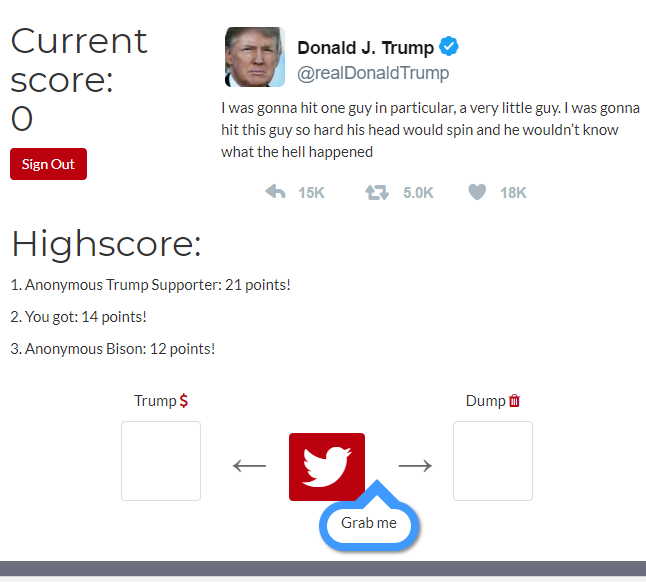 Current
score:
0
Sign Out
Donald J. Trump
@realDonaldTrump
I was gonna hit one guy in particular, a very little guy. I was gonna
hit this guy so hard his head would spin and he wouldn't know
what the hell happened
15K 5.0K 18K
Highscore:
1. Anonymous Trump Supporter: 21 points!
2. You got: 14 points!
3. Anonymous Bison: 12 points!
Trump $
Dump
← →
Grab me